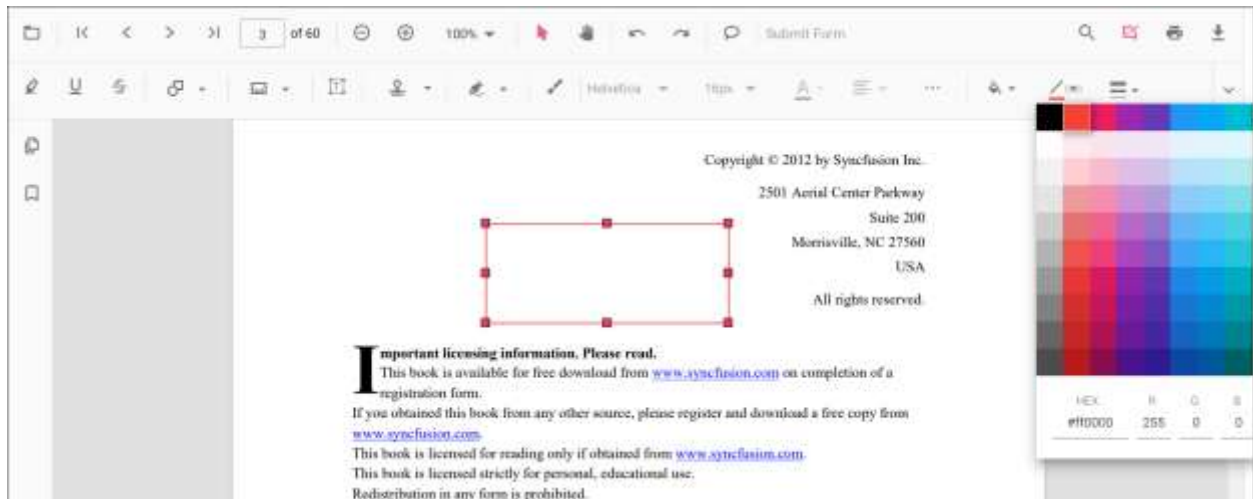 3 of 60 100% Submit Form
Helvetica 16px A
Copyright © 2012 by Syncfusion Inc.
2501 Aerial Center Parkway
Suite 200
Morrisville, NC 27560
USA
All rights reserved.
Important licensing information. Please read.
This book is available for free download from www.syncfusion.com on completion of a
registration form.
If you obtained this book from any other source, please register and download a free copy from
www.syncfusion.com.
This book is licensed for reading only if obtained from www.syncfusion.com.
This book is licensed strictly for personal, educational use.
Redistribution in any form is prohibited.
HEX R G B
#ff0000 255 0 0